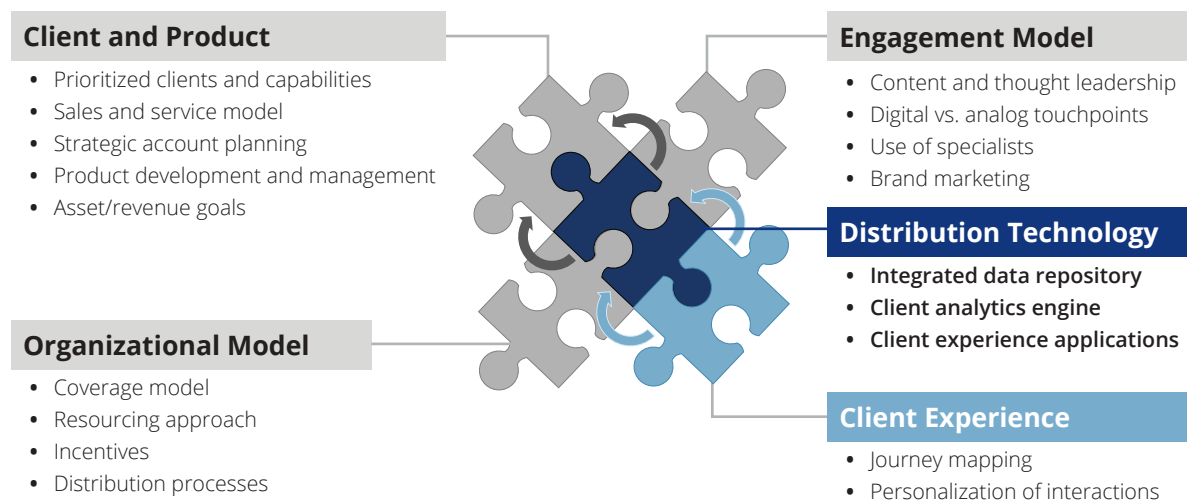 Client and Product
• Prioritized clients and capabilities
• Sales and service model
• Strategic account planning
• Product development and management
• Asset/revenue goals
Organizational Model
• Coverage model
• Resourcing approach
• Incentives
• Distribution processes
Engagement Model
• Content and thought leadership
• Digital vs. analog touchpoints
• Use of specialists
• Brand marketing
Distribution Technology
• Integrated data repository
• Client analytics engine
• Client experience applications
Client Experience
• Journey mapping
• Personalization of interactions